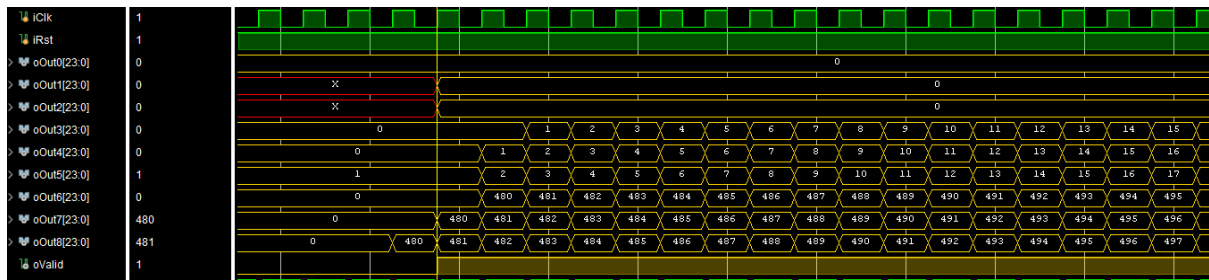 iClk 1
iRst 1
oOut0[23:0] 0 0
oOut1[23:0] 0 X 0
oOut2[23:0] 0 X 0
oOut3[23:0] 0 0 1 2 3 4 5 6 7 8 9 10 11 12 13 14 15
oOut4[23:0] 0 0 1 2 3 4 5 6 7 8 9 10 11 12 13 14 15 16
oOut5[23:0] 1 1 2 3 4 5 6 7 8 9 10 11 12 13 14 15 16 17
oOut6[23:0] 0 0 480 481 482 483 484 485 486 487 488 489 490 491 492 493 494 495
oOut7[23:0] 480 0 480 481 482 483 484 485 486 487 488 489 490 491 492 493 494 495 496
oOut8[23:0] 481 0 480 481 482 483 484 485 486 487 488 489 490 491 492 493 494 495 496 497
oValid 1